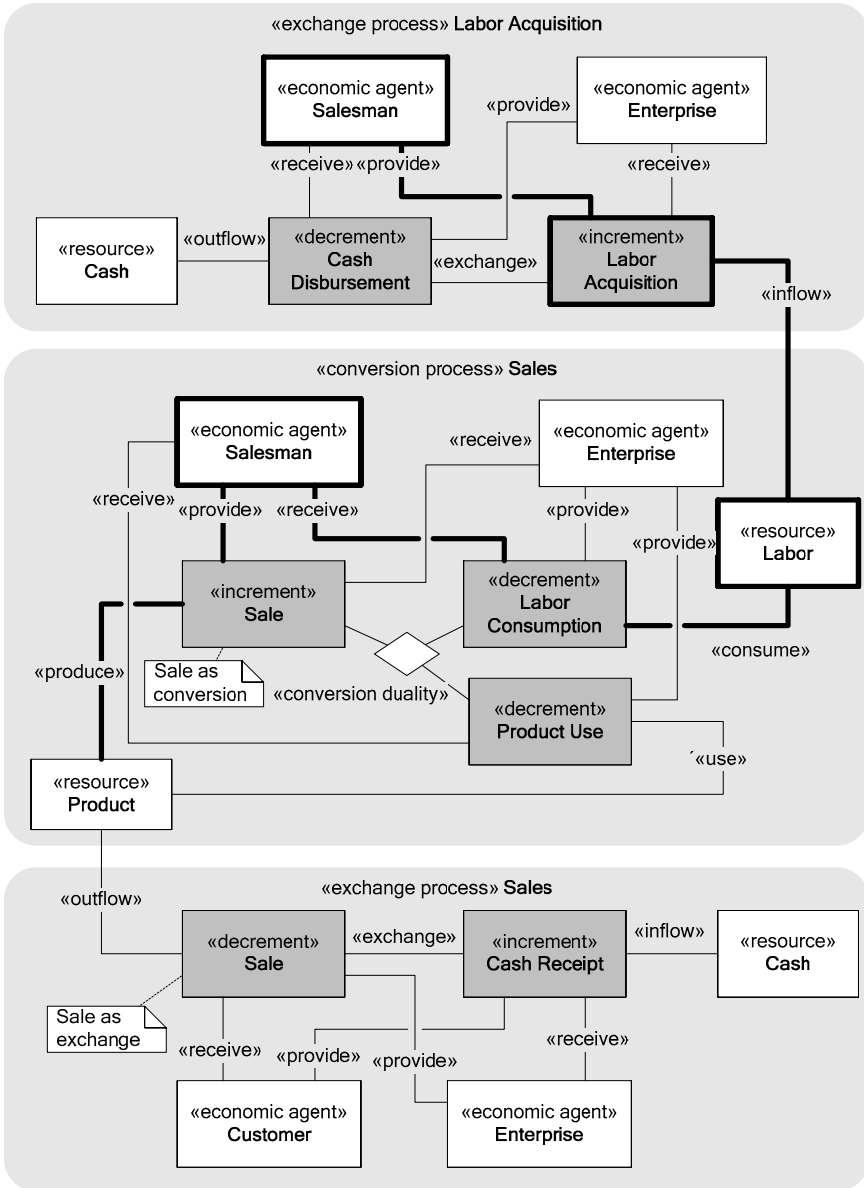 «exchange process» Labor Acquisition
«economic agent»
Salesman
«economic agent»
Enterprise
«provide»
«receive»
«provide»
«receive»
«resource»
Cash
«outflow»
«decrement»
Cash
Disbursement
«exchange»
«increment»
Labor
Acquisition
«inflow»
«conversion process» Sales
«economic agent»
Salesman
«economic agent»
Enterprise
«receive»
«receive»
«provide»
«receive»
«provide»
«provide»
«resource»
Labor
«increment»
Sale
«decrement»
Labor
Consumption
«consume»
«produce»
Sale as
conversion
«conversion duality»
«decrement»
Product Use
´«use»
«resource»
Product
«outflow»
«exchange process» Sales
«decrement»
Sale
«exchange»
«increment»
Cash Receipt
«inflow»
«resource»
Cash
Sale as
exchange
«receive»
«provide»
«provide»
«receive»
«economic agent»
Customer
«economic agent»
Enterprise